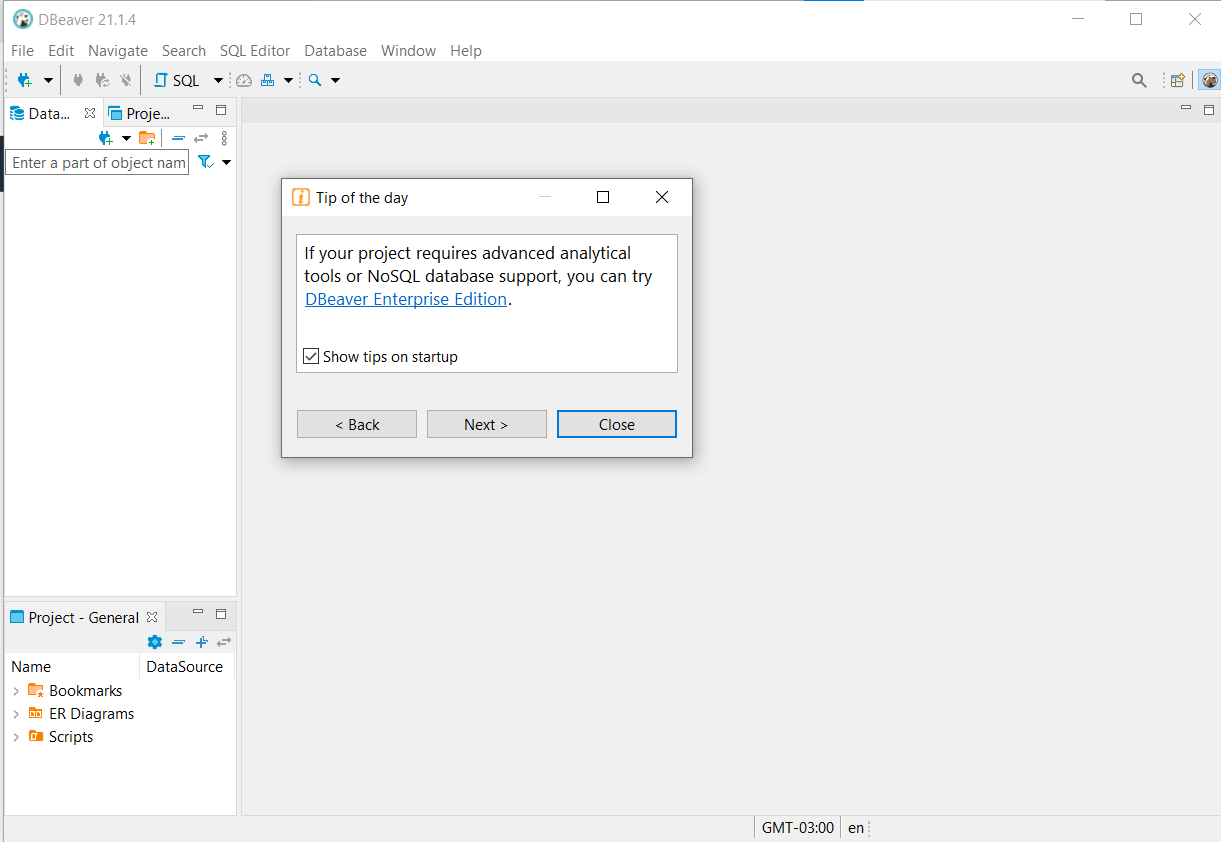 DBeaver 21.1.4
File Edit Navigate Search SQL Editor Database Window Help
SQL
Data...
Proje...
Enter a part of object nam
Tip of the day
If your project requires advanced analytical
tools or NoSQL database support, you can try
DBeaver Enterprise Edition.
Show tips on startup
< Back
Next >
Close
Project - General
Name DataSource
Bookmarks
ER Diagrams
Scripts
GMT-03:00 en